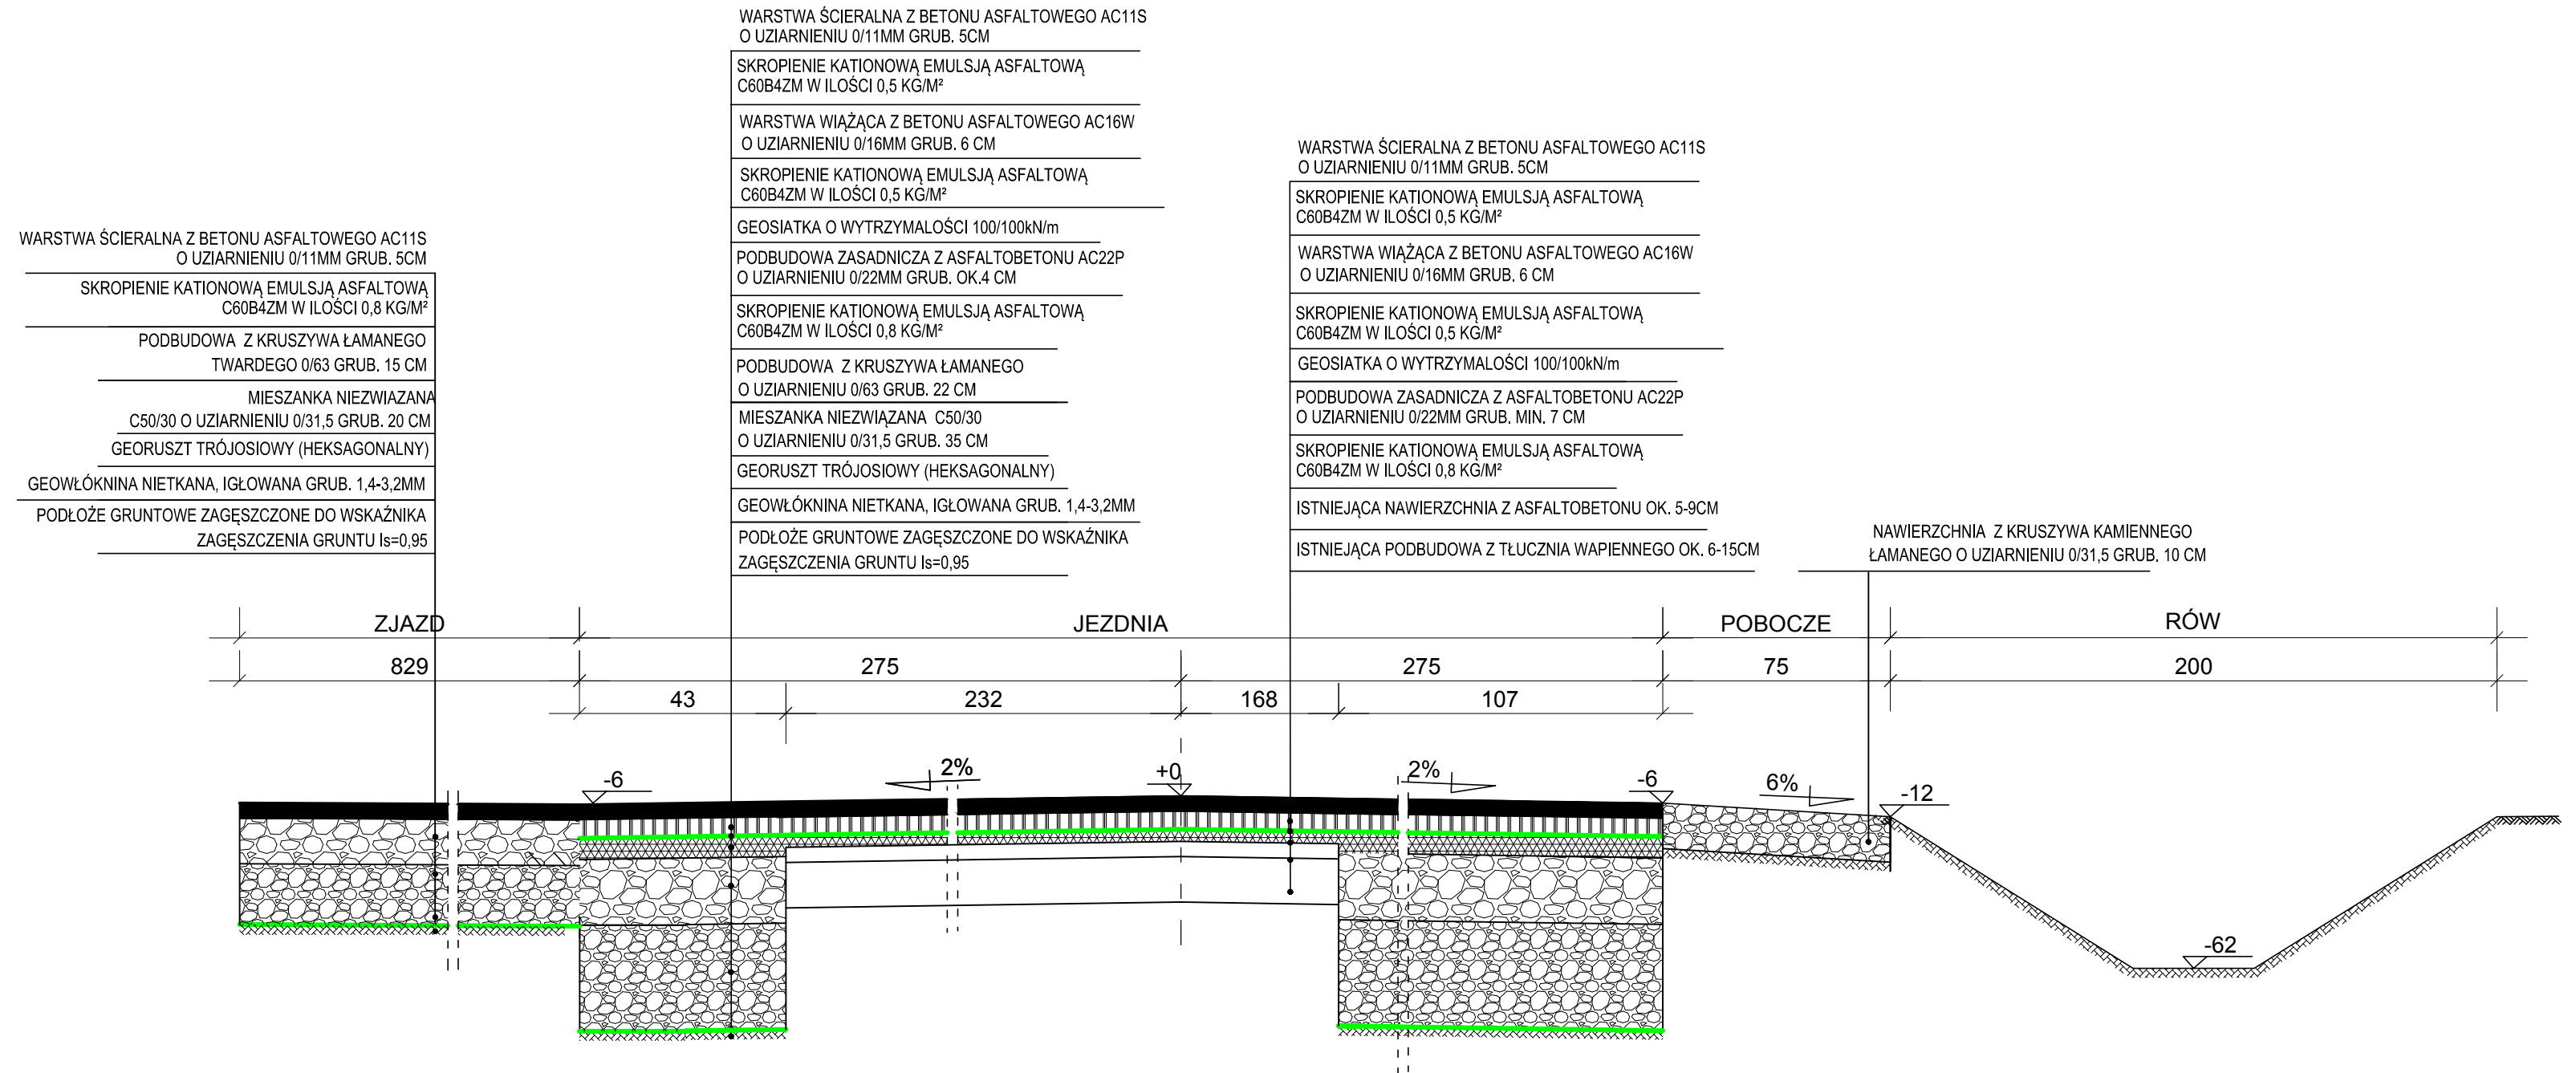 WARSTWA ŚCIERALNA Z BETONU ASFALTOWEGO AC11S
O UZIARNIENIU 0/11MM GRUB. 5CM
SKROPIENIE KATIONOWĄ EMULSJĄ ASFALTOWĄ
C60B4ZM W ILOŚCI 0,8 KG/M²
PODBUDOWA Z KRUSZYWA ŁAMANEGO
TWARDEGO 0/63 GRUB. 15 CM
MIESZANKA NIEZWIAZANA
C50/30 O UZIARNIENIU 0/31,5 GRUB. 20 CM
GEORUSZT TRÓJOSIOWY (HEKSAGONALNY)
GEOWŁÓKNINA NIETKANA, IGŁOWANA GRUB. 1,4-3,2MM
PODŁOŻE GRUNTOWE ZAGĘSZCZONE DO WSKAŹNIKA
ZAGĘSZCZENIA GRUNTU Is=0,95
WARSTWA ŚCIERALNA Z BETONU ASFALTOWEGO AC11S
O UZIARNIENIU 0/11MM GRUB. 5CM
SKROPIENIE KATIONOWĄ EMULSJĄ ASFALTOWĄ
C60B4ZM W ILOŚCI 0,5 KG/M²
WARSTWA WIĄŻĄCA Z BETONU ASFALTOWEGO AC16W
O UZIARNIENIU 0/16MM GRUB. 6 CM
SKROPIENIE KATIONOWĄ EMULSJĄ ASFALTOWĄ
C60B4ZM W ILOŚCI 0,5 KG/M²
GEOSIATKA O WYTRZYMALOŚCI 100/100kN/m
PODBUDOWA ZASADNICZA Z ASFALTOBETONU AC22P
O UZIARNIENIU 0/22MM GRUB. OK.4 CM
SKROPIENIE KATIONOWĄ EMULSJĄ ASFALTOWĄ
C60B4ZM W ILOŚCI 0,8 KG/M²
PODBUDOWA Z KRUSZYWA ŁAMANEGO
O UZIARNIENIU 0/63 GRUB. 22 CM
MIESZANKA NIEZWIĄZANA C50/30
O UZIARNIENIU 0/31,5 GRUB. 35 CM
GEORUSZT TRÓJOSIOWY (HEKSAGONALNY)
GEOWŁÓKNINA NIETKANA, IGŁOWANA GRUB. 1,4-3,2MM
PODŁOŻE GRUNTOWE ZAGĘSZCZONE DO WSKAŹNIKA
ZAGĘSZCZENIA GRUNTU Is=0,95
WARSTWA ŚCIERALNA Z BETONU ASFALTOWEGO AC11S
O UZIARNIENIU 0/11MM GRUB. 5CM
SKROPIENIE KATIONOWĄ EMULSJĄ ASFALTOWĄ
C60B4ZM W ILOŚCI 0,5 KG/M²
WARSTWA WIĄŻĄCA Z BETONU ASFALTOWEGO AC16W
O UZIARNIENIU 0/16MM GRUB. 6 CM
SKROPIENIE KATIONOWĄ EMULSJĄ ASFALTOWĄ
C60B4ZM W ILOŚCI 0,5 KG/M²
GEOSIATKA O WYTRZYMALOŚCI 100/100kN/m
PODBUDOWA ZASADNICZA Z ASFALTOBETONU AC22P
O UZIARNIENIU 0/22MM GRUB. MIN. 7 CM
SKROPIENIE KATIONOWĄ EMULSJĄ ASFALTOWĄ
C60B4ZM W ILOŚCI 0,8 KG/M²
ISTNIEJĄCA NAWIERZCHNIA Z ASFALTOBETONU OK. 5-9CM
ISTNIEJĄCA PODBUDOWA Z TŁUCZNIA WAPIENNEGO OK. 6-15CM
NAWIERZCHNIA Z KRUSZYWA KAMIENNEGO
ŁAMANEGO O UZIARNIENIU 0/31,5 GRUB. 10 CM
ZJAZD JEZDNIA POBOCZE RÓW
829 275 275 75 200
43 232 168 107
-6 2% +0 2% -6 6% -12
-62